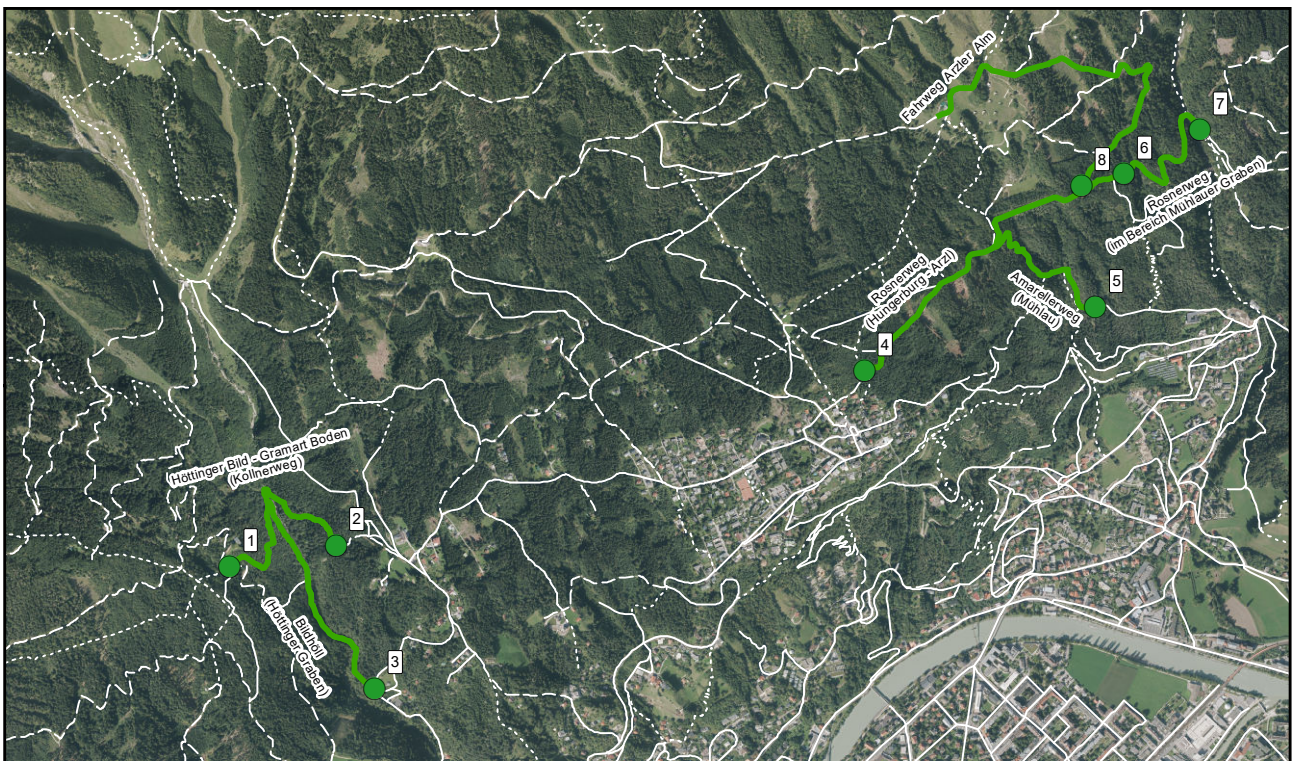 Fahrweg Arzler Alm
7
6
8
Rosnerweg
(im Bereich Mühlauer Graben)
Rosnerweg
(Hungerburg - Arzl)
Amarellerweg
(Mühlau)
5
4
Höttinger Bild - Gramart Boden
(Köllnerweg)
2
1
Bildhöll
(Höttinger Graben)
3